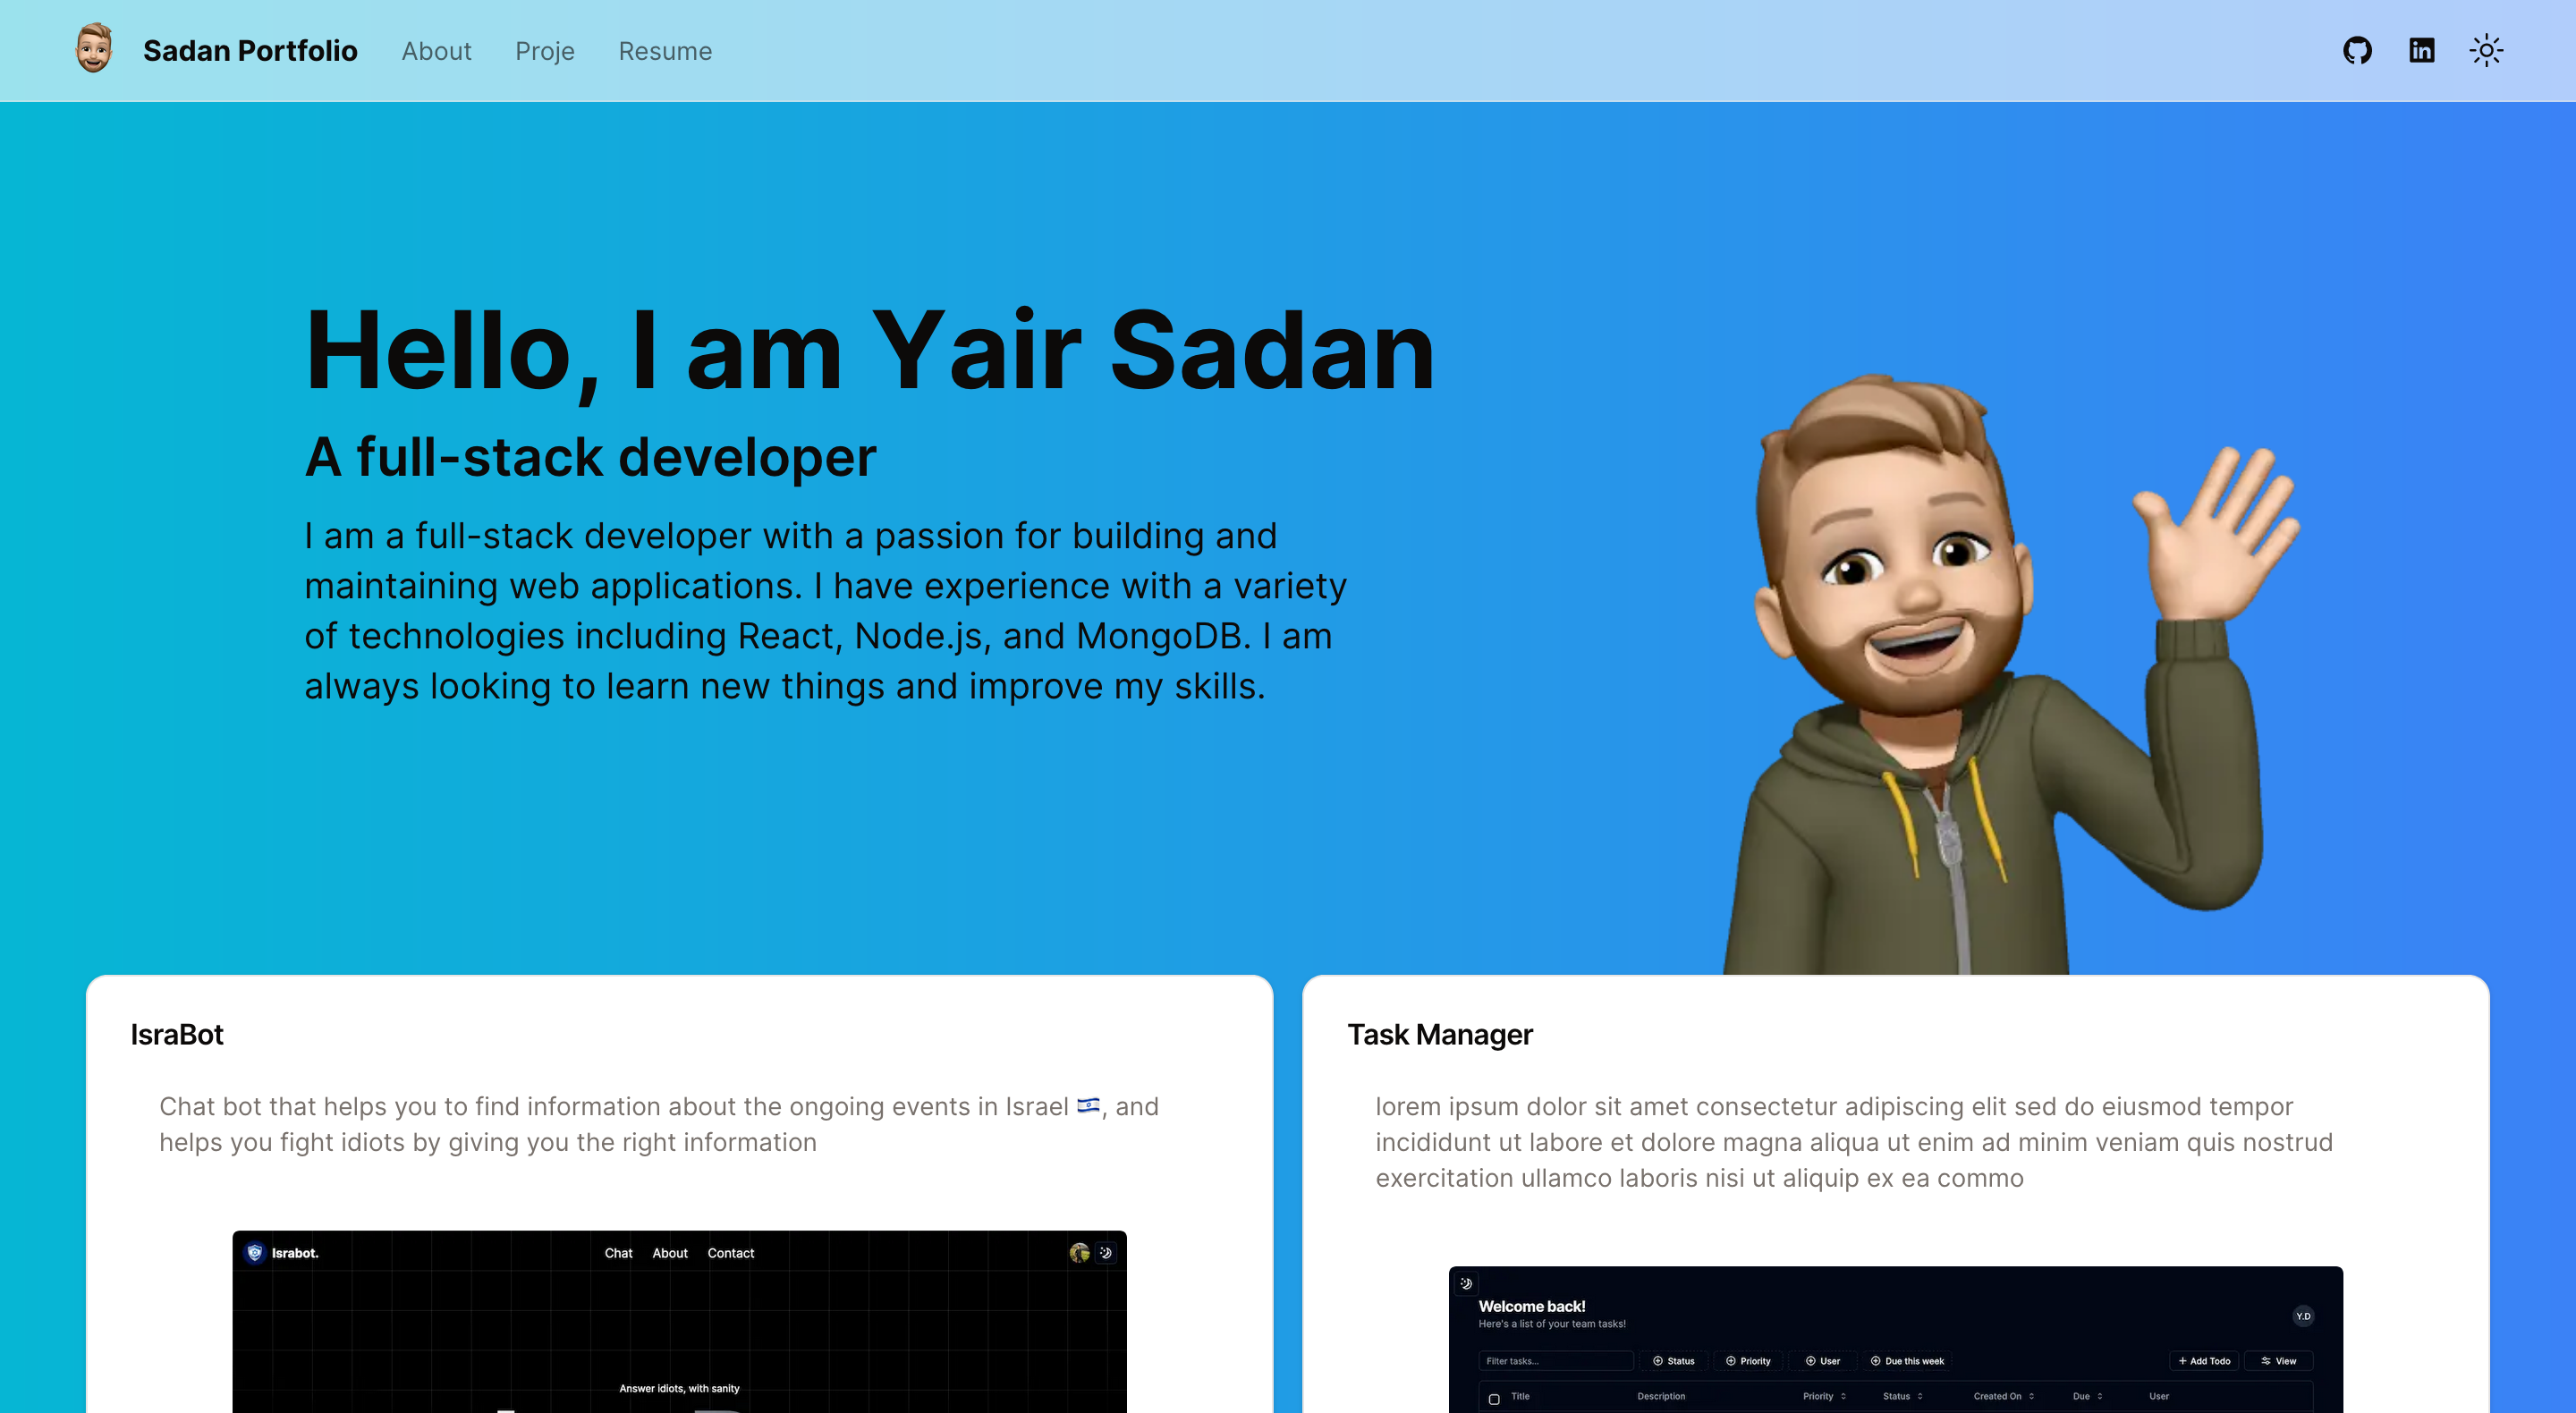 Sadan Portfolio About Proje Resume
Hello, I am Yair Sadan
A full-stack developer
I am a full-stack developer with a passion for building and
maintaining web applications. I have experience with a variety
of technologies including React, Node.js, and MongoDB. I am
always looking to learn new things and improve my skills.
IsraBot
Chat bot that helps you to find information about the ongoing events in Israel 🇮🇱, and
helps you fight idiots by giving you the right information
Israbot. Chat About Contact
Answer idiots, with sanity
Task Manager
lorem ipsum dolor sit amet consectetur adipiscing elit sed do eiusmod tempor
incididunt ut labore et dolore magna aliqua ut enim ad minim veniam quis nostrud
exercitation ullamco laboris nisi ut aliquip ex ea commo
Welcome back!
Here's a list of your team tasks!
Y.D
Filter tasks... Status Priority User Due this week + Add Todo View
Title Description Priority Status Created On Due User